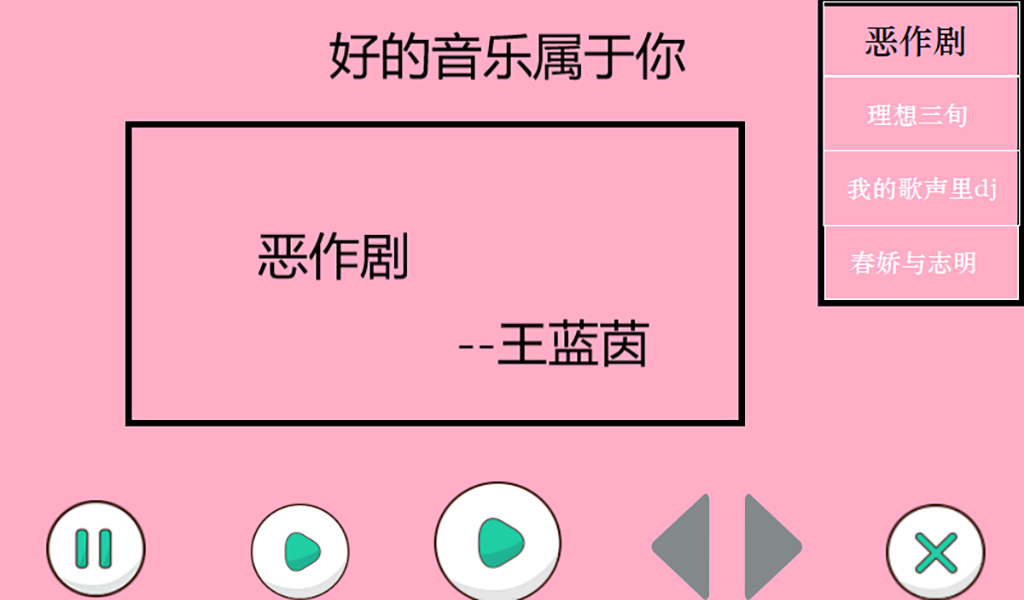 好的音乐属于你
恶作剧
--王蓝茵
恶作剧
理想三旬
我的歌声里dj
春娇与志明